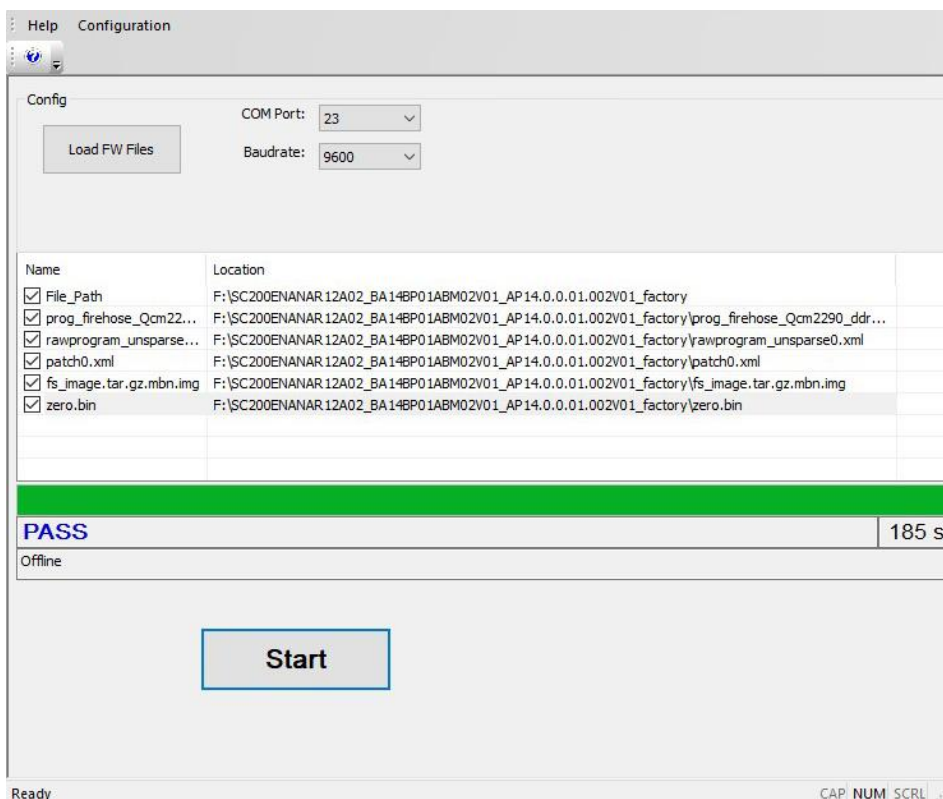 Help Configuration
Config
COM Port: 23
Load FW Files
Baudrate: 9600
Name Location
File_Path F:\SC200ENANAR12A02_BA14BP01ABM02V01_AP14.0.0.01.002V01_factory
prog_firehose_Qcm22... F:\SC200ENANAR12A02_BA14BP01ABM02V01_AP14.0.0.01.002V01_factory\prog_firehose_Qcm2290_ddr...
rawprogram_unsparse... F:\SC200ENANAR12A02_BA14BP01ABM02V01_AP14.0.0.01.002V01_factory\rawprogram_unsparse0.xml
patch0.xml F:\SC200ENANAR12A02_BA14BP01ABM02V01_AP14.0.0.01.002V01_factory\patch0.xml
fs_image.tar.gz.mbn.img F:\SC200ENANAR12A02_BA14BP01ABM02V01_AP14.0.0.01.002V01_factory\fs_image.tar.gz.mbn.img
zero.bin F:\SC200ENANAR12A02_BA14BP01ABM02V01_AP14.0.0.01.002V01_factory\zero.bin
PASS 185 s
Offline
Start
Ready CAP NUM SCRL